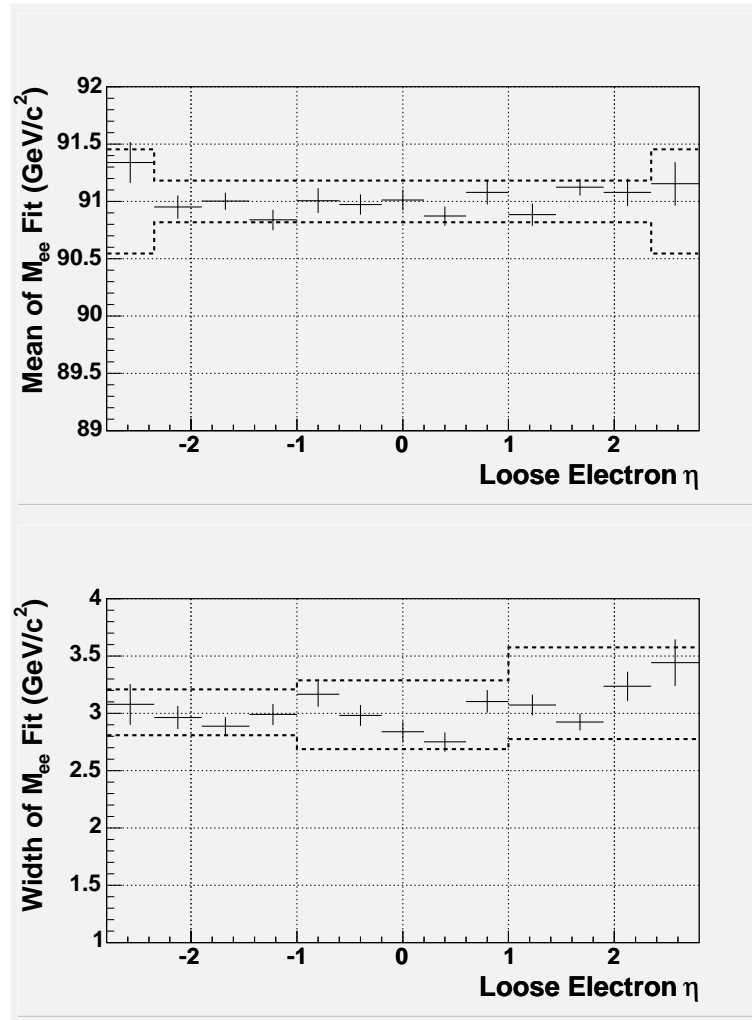 Mean of M_ee Fit (GeV/c²)
92
91.5
91
90.5
90
89.5
89
-2 -1 0 1 2
Loose Electron η
Width of M_ee Fit (GeV/c²)
4
3.5
3
2.5
2
1.5
1
-2 -1 0 1 2
Loose Electron η